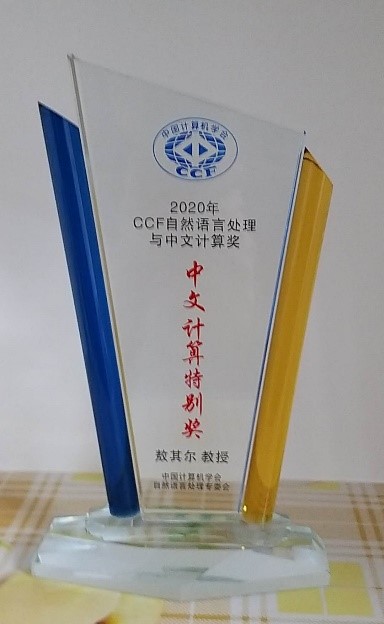 中国计算机学会
CCF
2020年
CCF自然语言处理
与中文计算奖
中文计算特别奖
敖其尔 教授
中国计算机学会
自然语言处理专委会